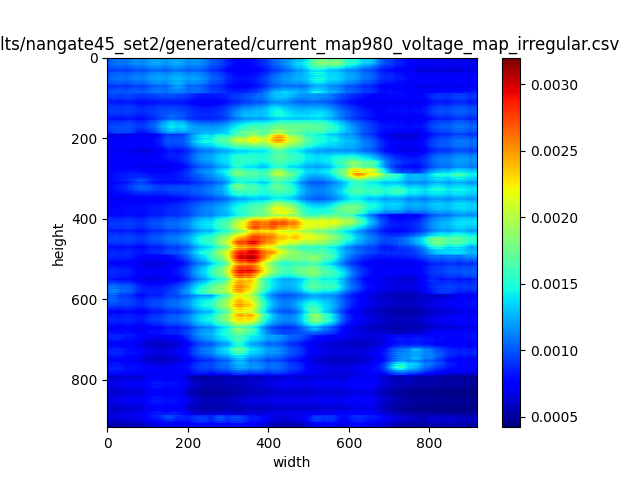 lts/nangate45_set2/generated/current_map980_voltage_map_irregular.csv
0
200
400
600
800
height
0 200 400 600 800
width
0.0030
0.0025
0.0020
0.0015
0.0010
0.0005